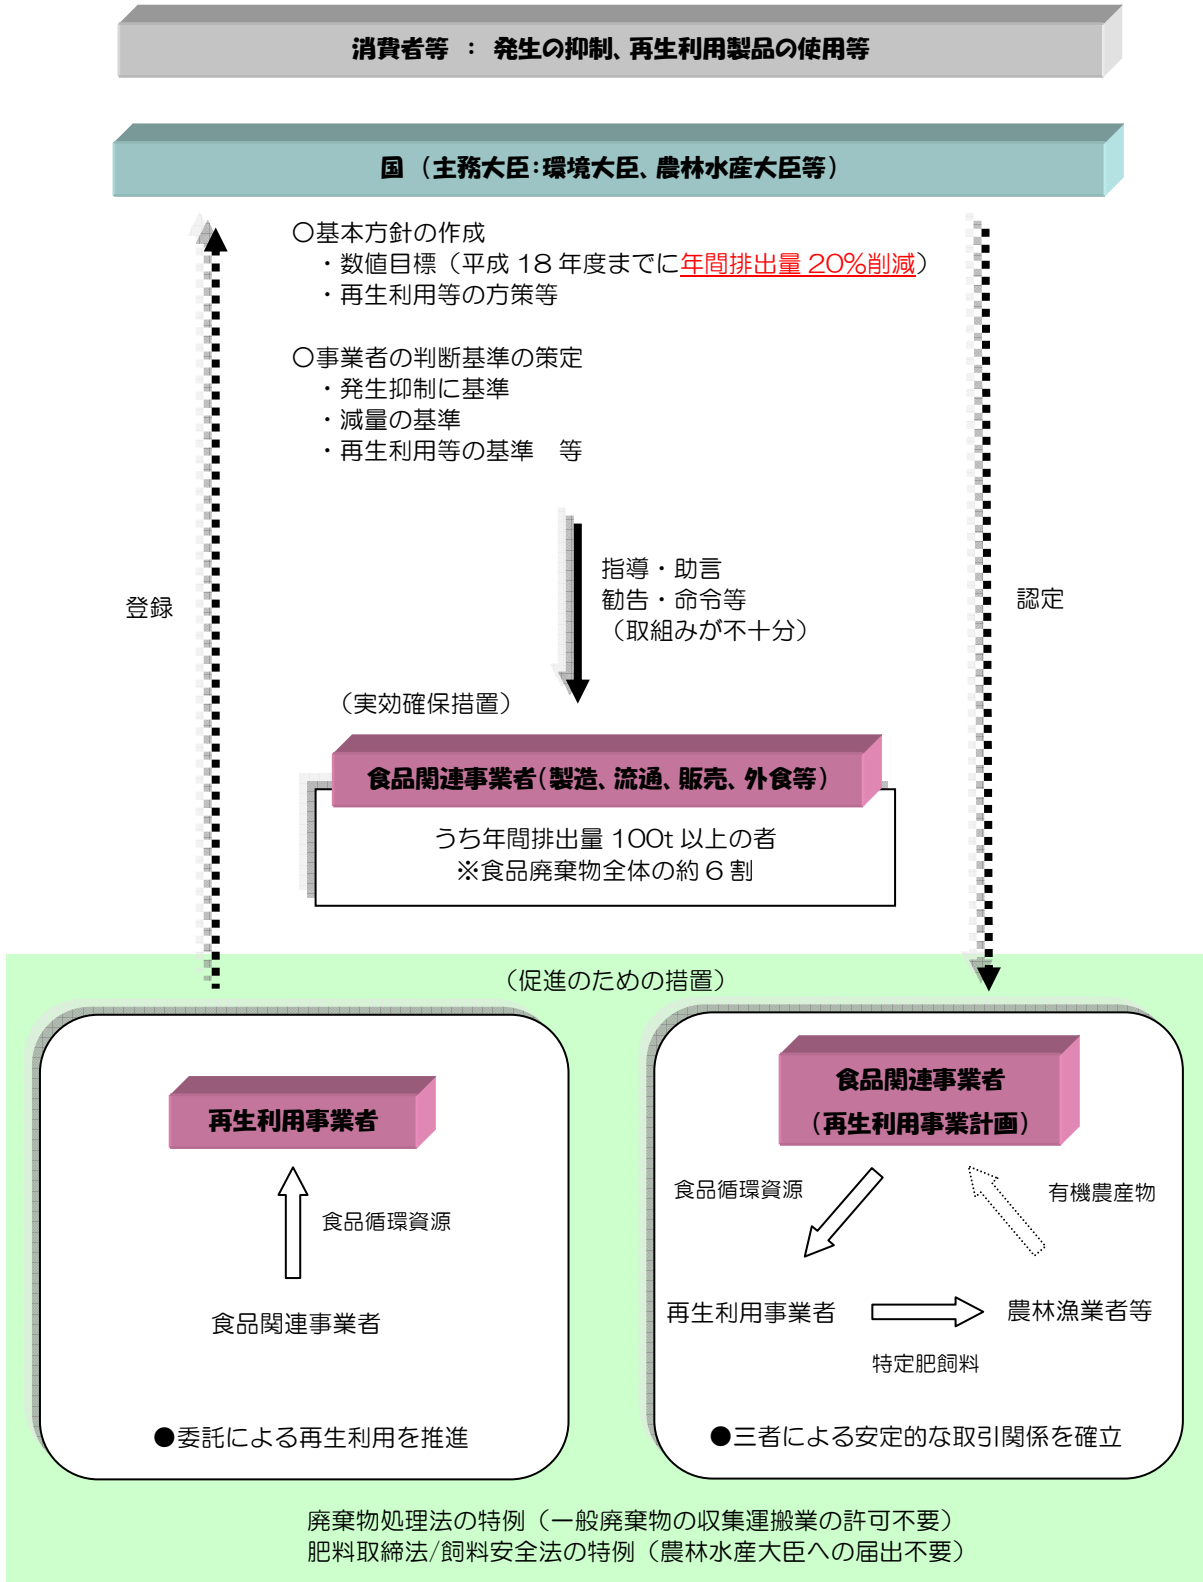 消費者等 ： 発生の抑制、再生利用製品の使用等
国（主務大臣：環境大臣、農林水産大臣等）
〇基本方針の作成
・数値目標（平成 18 年度までに年間排出量 20%削減）
・再生利用等の方策等
〇事業者の判断基準の策定
・発生抑制に基準
・減量の基準
・再生利用等の基準　等
指導・助言
勧告・命令等
（取組みが不十分）
登録
認定
（実効確保措置）
食品関連事業者（製造、流通、販売、外食等）
うち年間排出量 100t 以上の者
※食品廃棄物全体の約 6 割
（促進のための措置）
再生利用事業者
食品循環資源
食品関連事業者
●委託による再生利用を推進
食品関連事業者
（再生利用事業計画）
食品循環資源
有機農産物
再生利用事業者
農林漁業者等
特定肥飼料
●三者による安定的な取引関係を確立
廃棄物処理法の特例（一般廃棄物の収集運搬業の許可不要）
肥料取締法/飼料安全法の特例（農林水産大臣への届出不要）